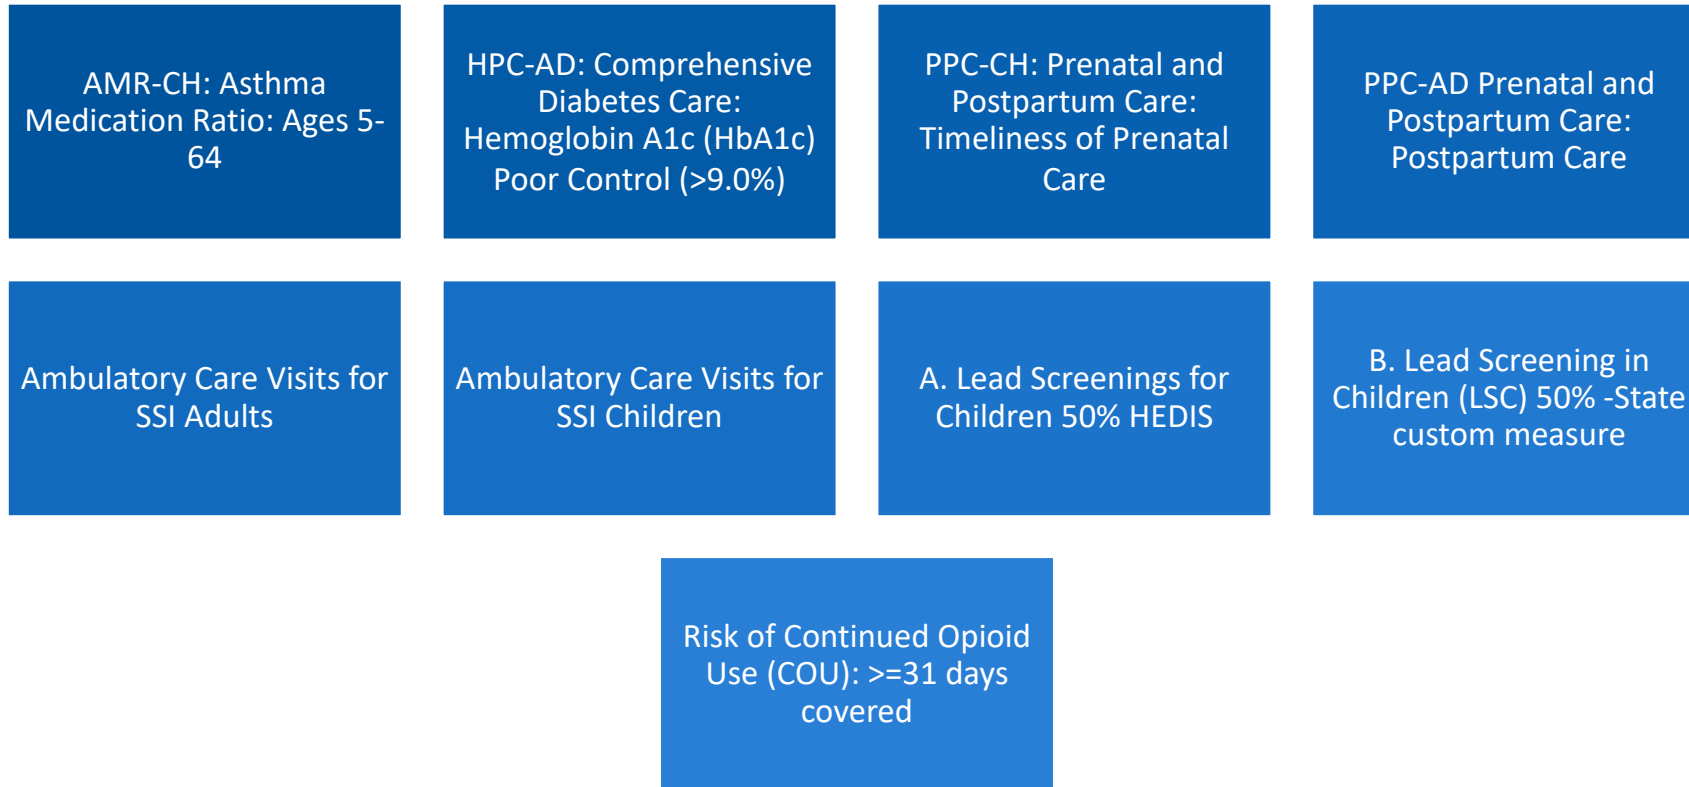 AMR-CH: Asthma
Medication Ratio: Ages 5-
64
HPC-AD: Comprehensive
Diabetes Care:
Hemoglobin A1c (HbA1c)
Poor Control (>9.0%)
PPC-CH: Prenatal and
Postpartum Care:
Timeliness of Prenatal
Care
PPC-AD Prenatal and
Postpartum Care:
Postpartum Care
Ambulatory Care Visits for
SSI Adults
Ambulatory Care Visits for
SSI Children
A. Lead Screenings for
Children 50% HEDIS
B. Lead Screening in
Children (LSC) 50% -State
custom measure
Risk of Continued Opioid
Use (COU): >=31 days
covered